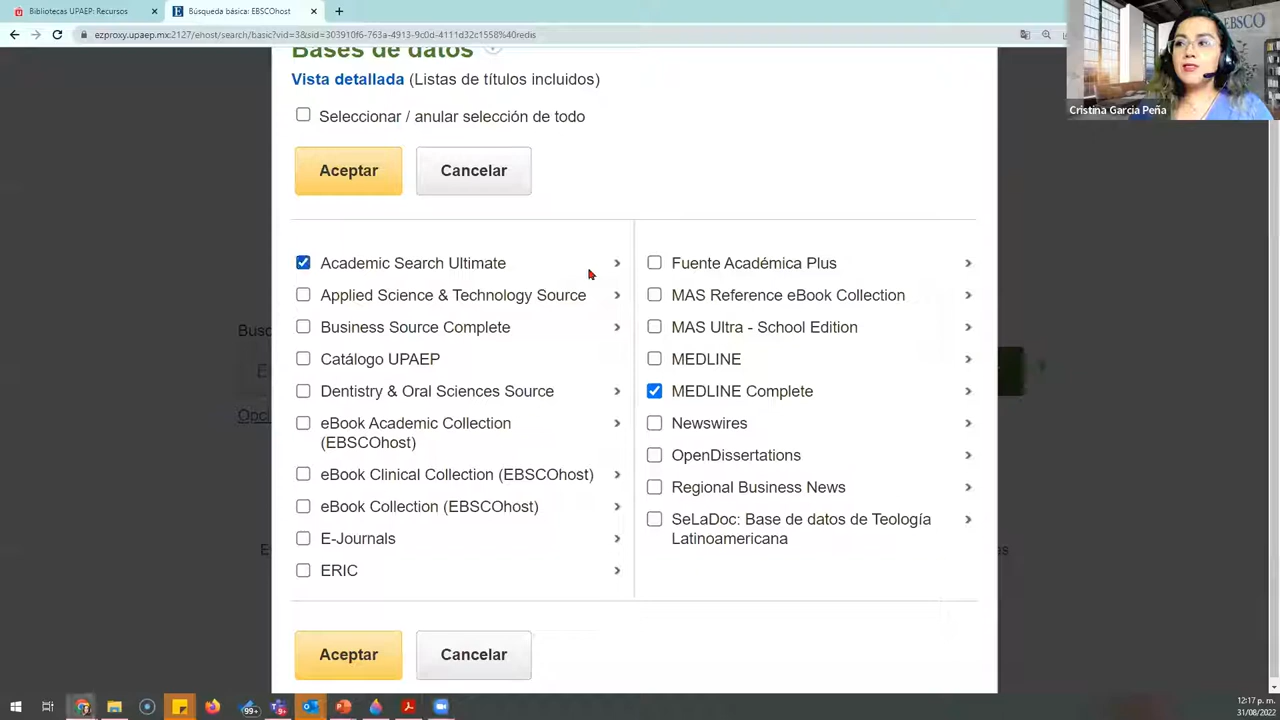 Bibliotecas UPAEP: Recursos
Búsqueda básica: EBSCOhost
ezproxy.upaep.mx:2127/ehost/search/basic?vid=3&sid=303910f6-763a-4913-9c0d-4111d32c1558%40redis
EBSCO
Cristina Garcia Peña
Bases de datos
Vista detallada (Listas de títulos incluidos)
Seleccionar / anular selección de todo
Aceptar
Cancelar
Academic Search Ultimate
Applied Science & Technology Source
Business Source Complete
Catálogo UPAEP
Dentistry & Oral Sciences Source
eBook Academic Collection
(EBSCOhost)
eBook Clinical Collection (EBSCOhost)
eBook Collection (EBSCOhost)
E-Journals
ERIC
Fuente Académica Plus
MAS Reference eBook Collection
MAS Ultra - School Edition
MEDLINE
MEDLINE Complete
Newswires
OpenDissertations
Regional Business News
SeLaDoc: Base de datos de Teología
Latinoamericana
Busc
E
Opci
E
es
Aceptar
Cancelar
99+
12:17 p. m.
31/08/2022